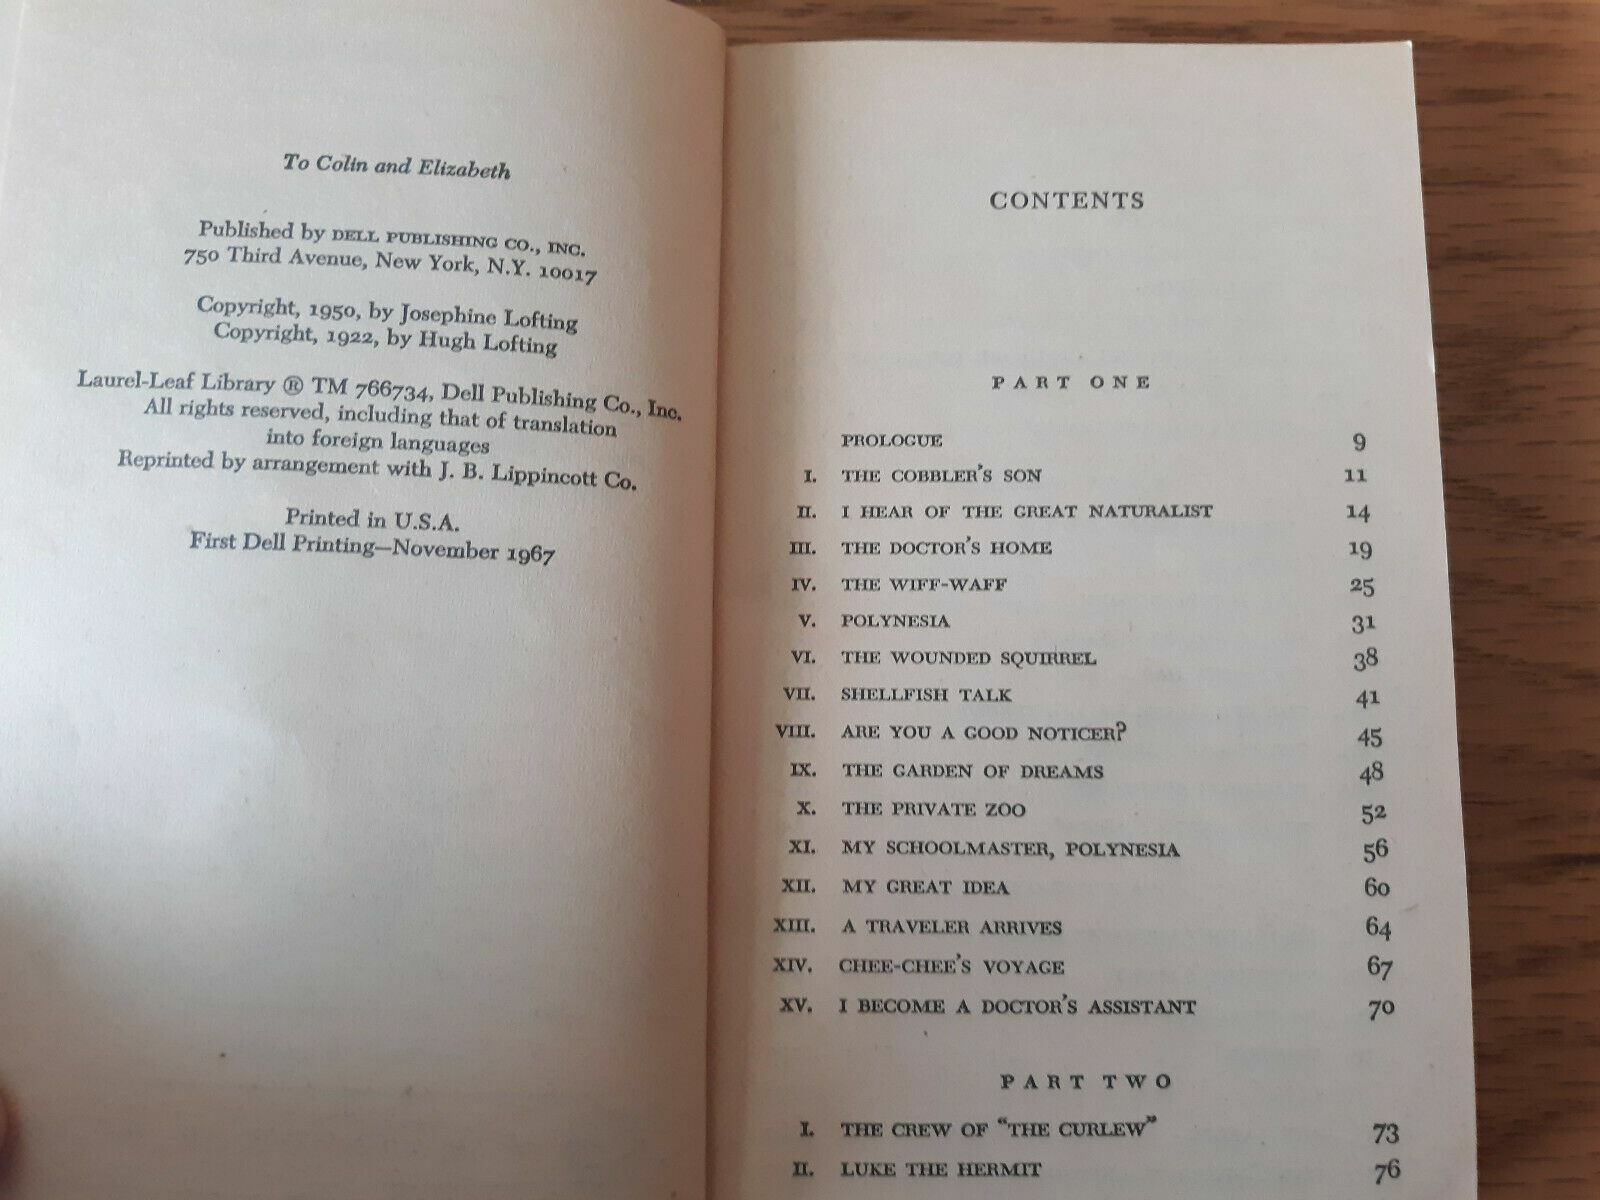 To Colin and Elizabeth
Published by DELL PUBLISHING CO., INC.
750 Third Avenue, New York, N.Y. 10017
Copyright, 1950, by Josephine Lofting
Copyright, 1922, by Hugh Lofting
Laurel-Leaf Library ® TM 766734, Dell Publishing Co., Inc.
All rights reserved, including that of translation
into foreign languages
Reprinted by arrangement with J. B. Lippincott Co.
Printed in U.S.A.
First Dell Printing—November 1967
CONTENTS
PART ONE
PROLOGUE 9
I. THE COBBLER'S SON 11
II. I HEAR OF THE GREAT NATURALIST 14
III. THE DOCTOR'S HOME 19
IV. THE WIFF-WAFF 25
V. POLYNESIA 31
VI. THE WOUNDED SQUIRREL 38
VII. SHELLFISH TALK 41
VIII. ARE YOU A GOOD NOTICER? 45
IX. THE GARDEN OF DREAMS 48
X. THE PRIVATE ZOO 52
XI. MY SCHOOLMASTER, POLYNESIA 56
XII. MY GREAT IDEA 60
XIII. A TRAVELER ARRIVES 64
XIV. CHEE-CHEE'S VOYAGE 67
XV. I BECOME A DOCTOR'S ASSISTANT 70
PART TWO
I. THE CREW OF "THE CURLEW" 73
II. LUKE THE HERMIT 76